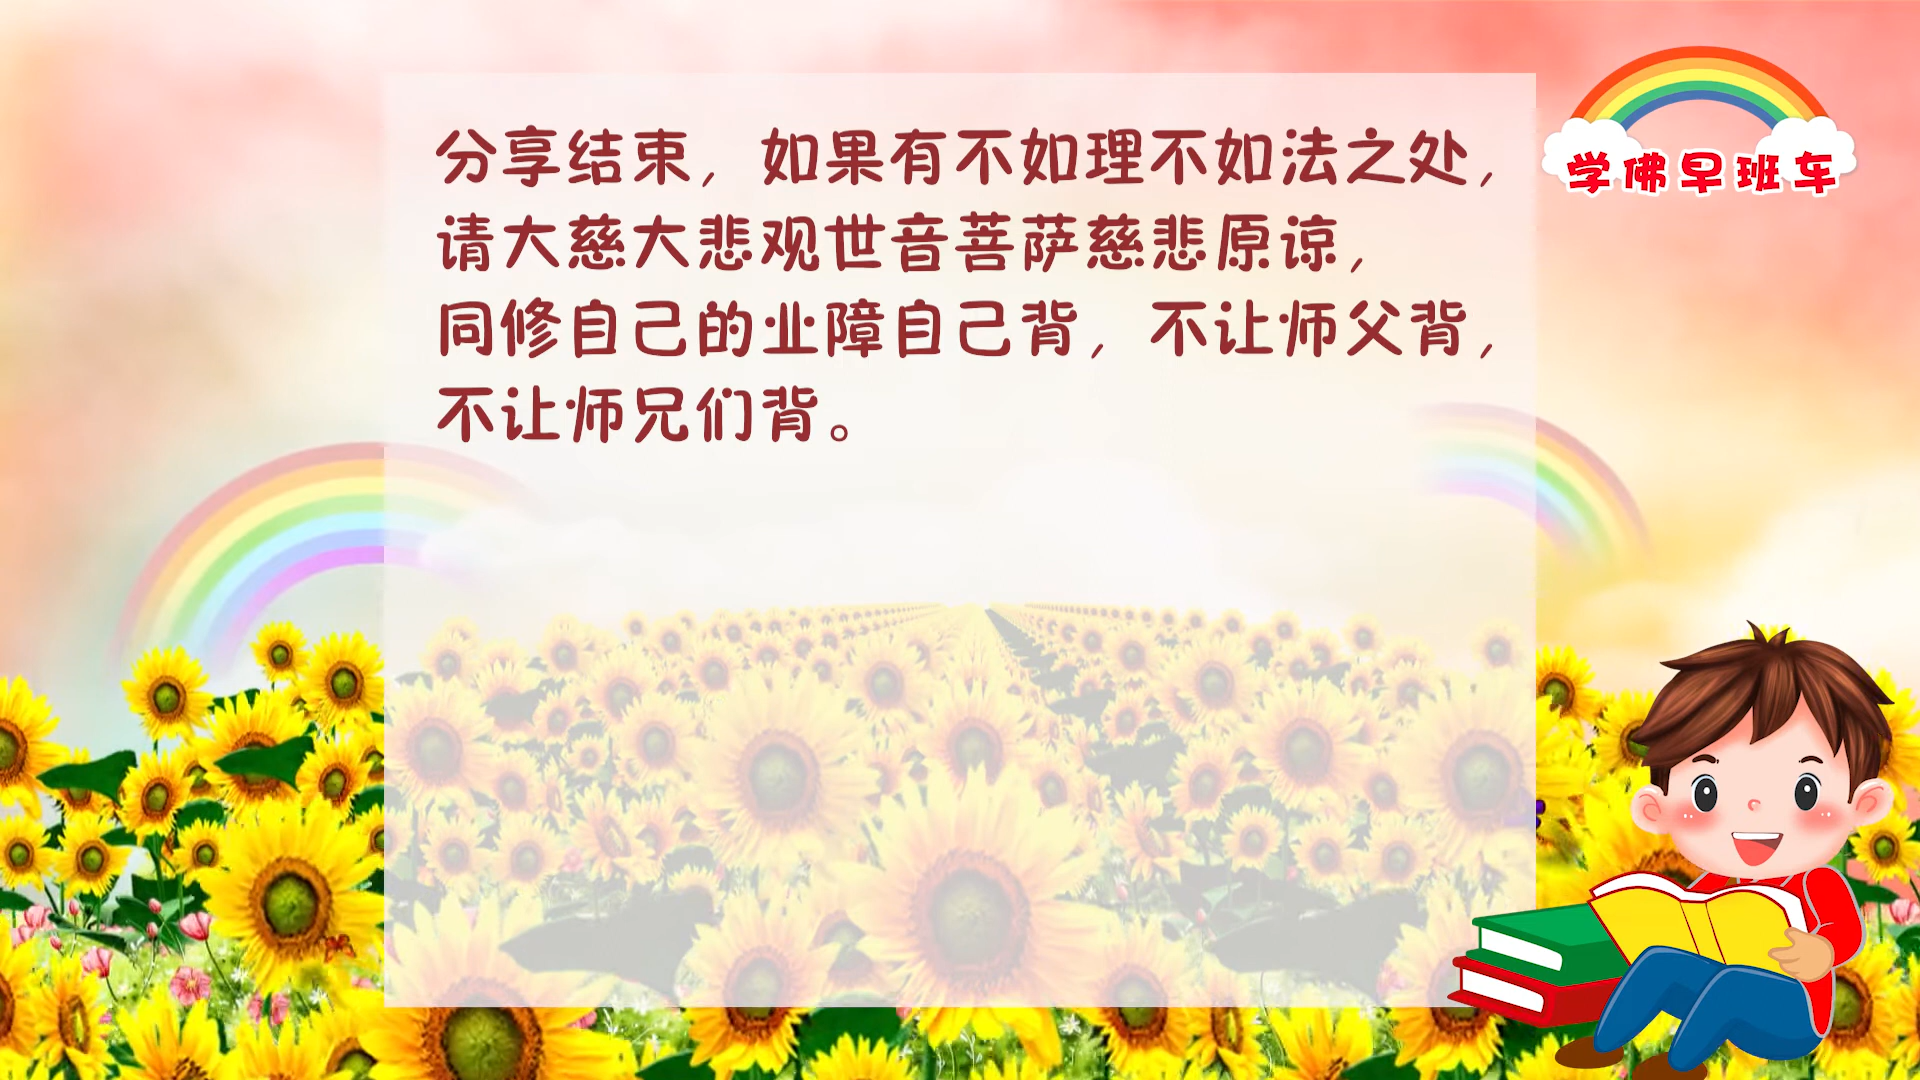 分享结束，如果有不如理不如法之处，
请大慈大悲观世音菩萨慈悲原谅，
同修自己的业障自己背，不让师父背，
不让师兄们背。
学佛早班车